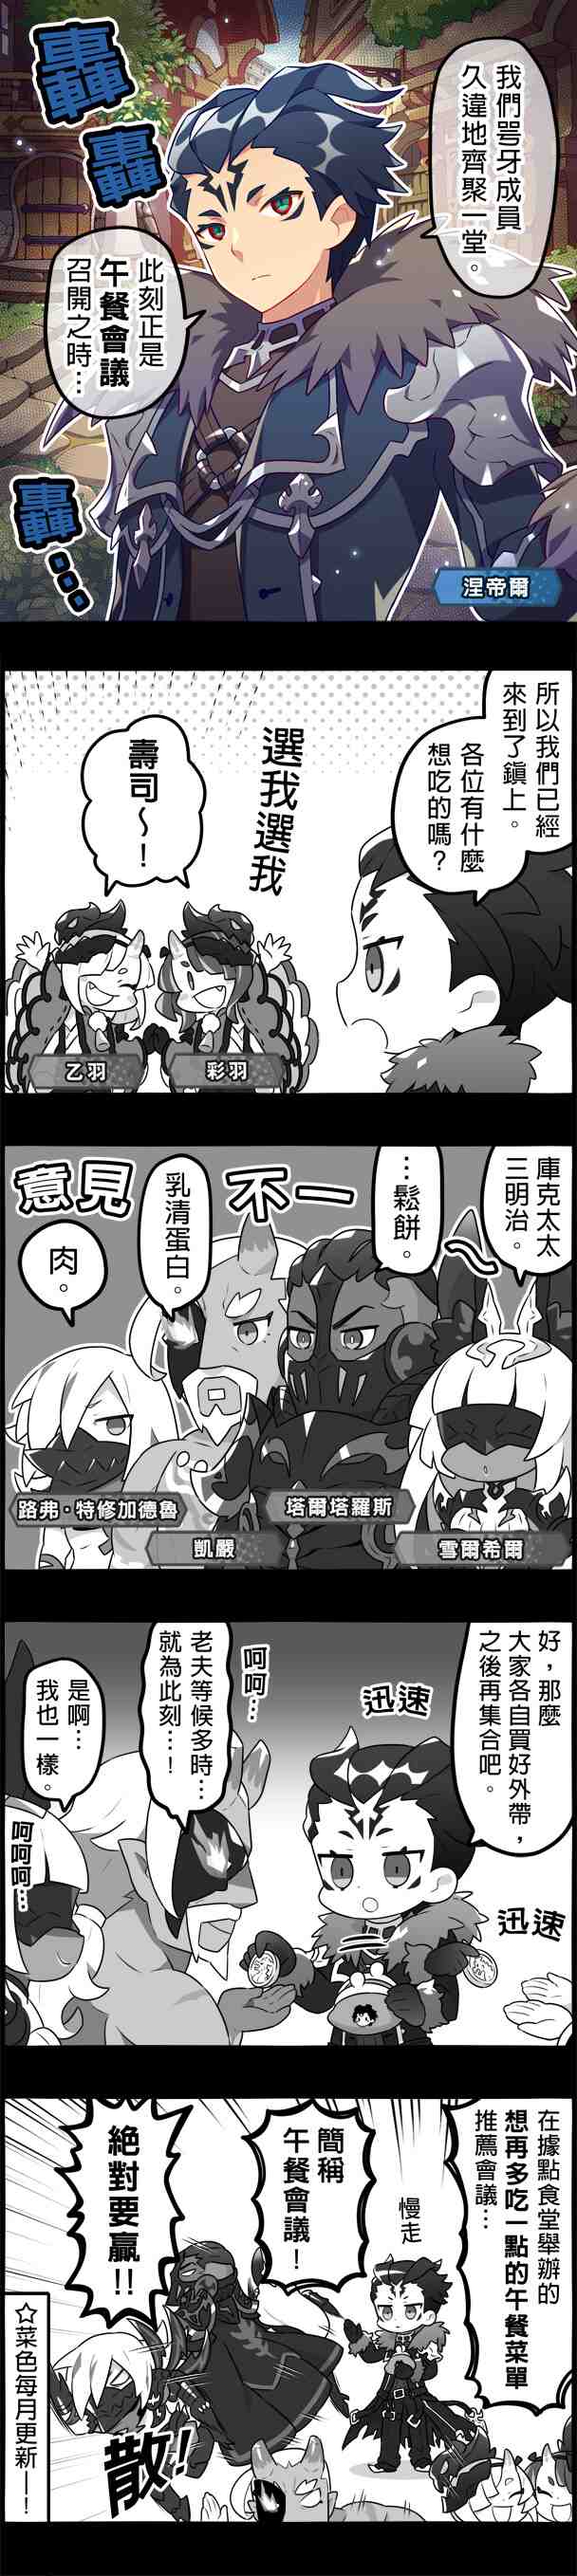 轟
轟
我們咢牙成員
久違地齊聚一堂。
此刻正是
午餐會議
召開之時…
轟…
涅帝爾
所以我們已經
來到了鎮上。
各位有什麼
想吃的嗎？
選我選我
壽司～！
彩羽
乙羽
庫克太太
三明治。
～
…鬆餅。
不一
乳清蛋白。
意見
肉。
路弗·特修加德魯
塔爾塔羅斯
凱嚴
雪爾希爾
好，那麼
大家各自買好外帶，
之後再集合吧。
迅速
迅速
呵呵…
老夫等候多時…
就為此刻…！
是啊…
我也一樣。
呵呵呵…
在據點食堂舉辦的
想再多吃一點的午餐菜單
推薦會議…
慢走
簡稱
午餐會議！
絕對要贏!!
散！
☆菜色每月更新—！